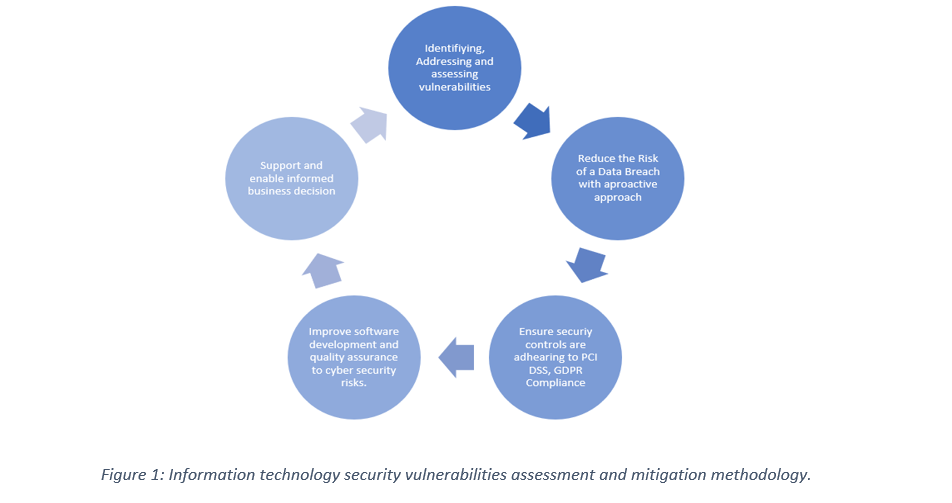 Identifiying,
Addressing and
assessing
vulnerabilities
Reduce the Risk
of a Data Breach
with aproactive
approach
Ensure securiy
controls are
adhearing to PCI
DSS, GDPR
Compliance
Improve software
development and
quality assurance
to cyber security
risks.
Support and
enable informed
business decision
Figure 1: Information technology security vulnerabilities assessment and mitigation methodology.